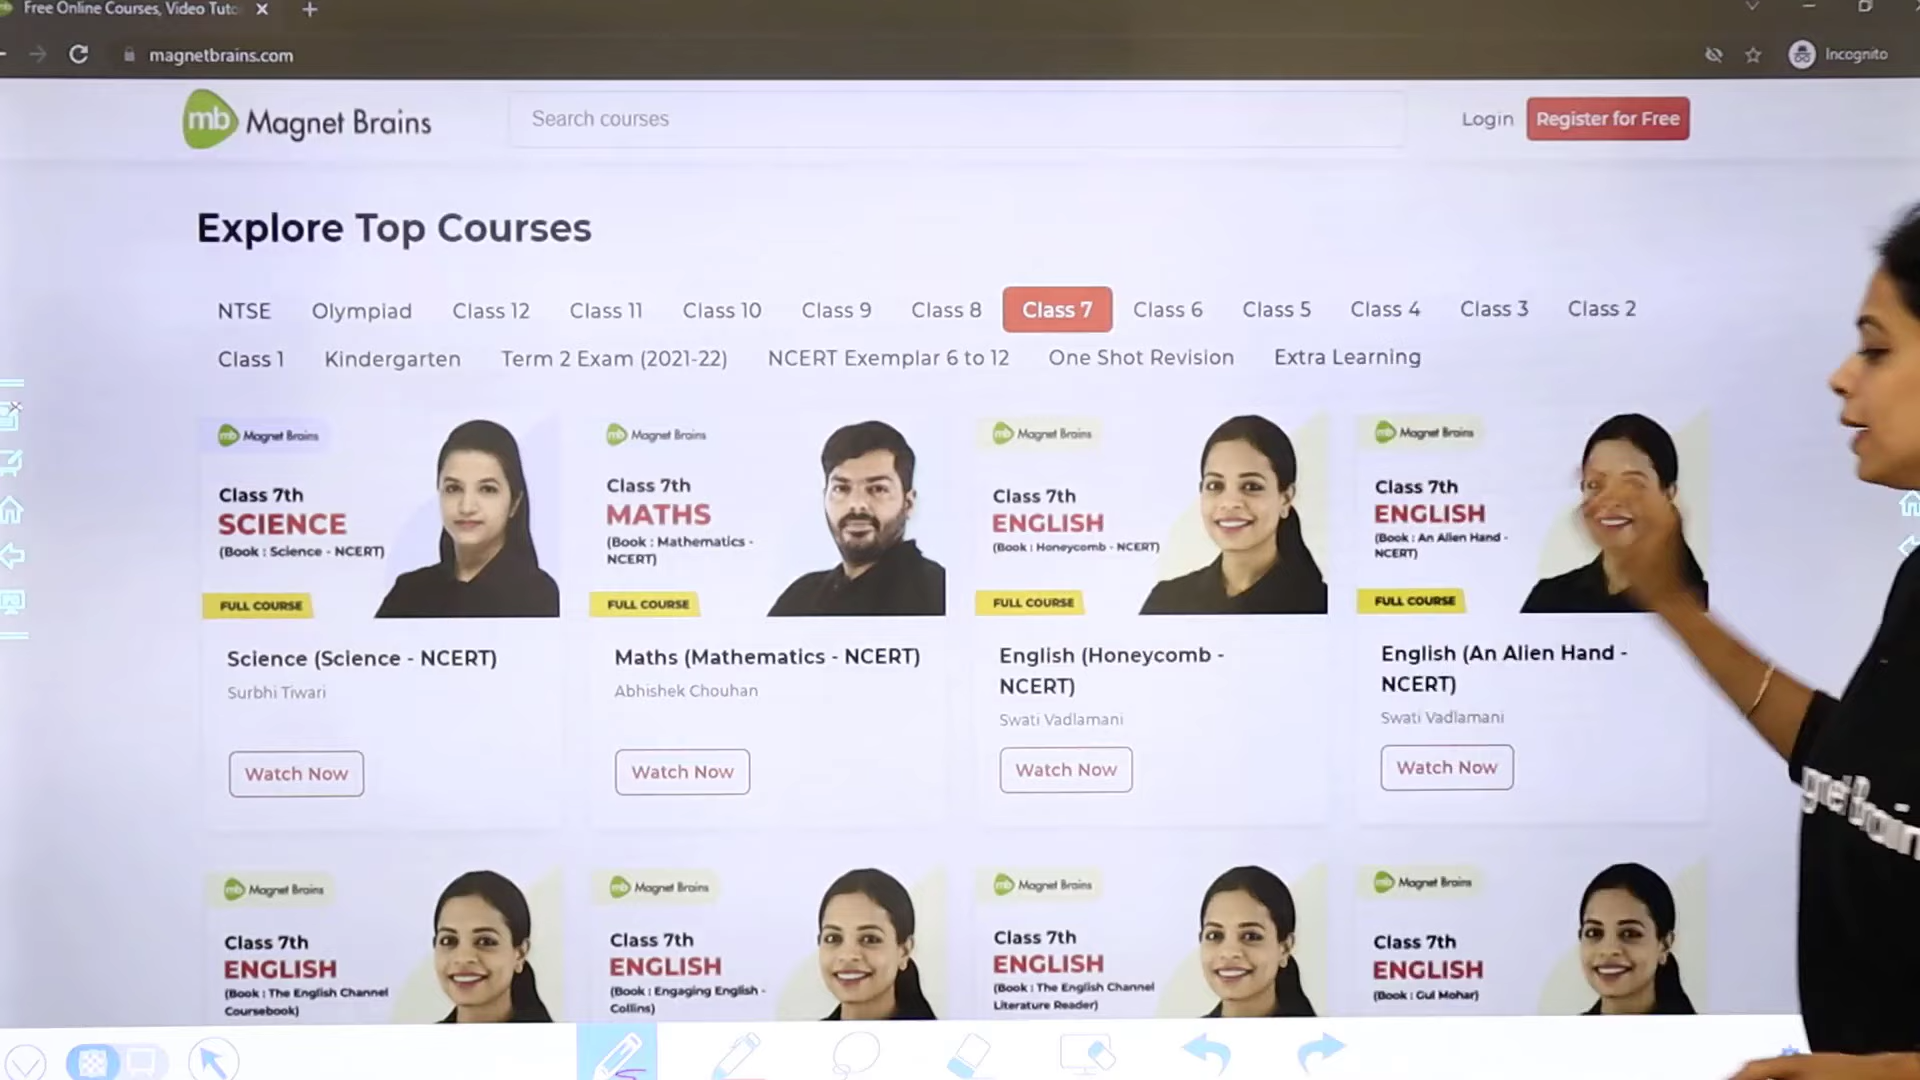 Free Online Courses, Video Tuto
magnetbrains.com
Incognito
mb Magnet Brains
Search courses
Login
Register for Free
Explore Top Courses
NTSE Olympiad Class 12 Class 11 Class 10 Class 9 Class 8 Class 7 Class 6 Class 5 Class 4 Class 3 Class 2
Class 1 Kindergarten Term 2 Exam (2021-22) NCERT Exemplar 6 to 12 One Shot Revision Extra Learning
mb Magnet Brains
Class 7th
SCIENCE
(Book : Science - NCERT)
FULL COURSE
Science (Science - NCERT)
Surbhi Tiwari
Watch Now
mb Magnet Brains
Class 7th
MATHS
(Book : Mathematics -
NCERT)
FULL COURSE
Maths (Mathematics - NCERT)
Abhishek Chouhan
Watch Now
mb Magnet Brains
Class 7th
ENGLISH
(Book : Honeycomb - NCERT)
FULL COURSE
English (Honeycomb -
NCERT)
Swati Vadlamani
Watch Now
mb Magnet Brains
Class 7th
ENGLISH
(Book : An Alien Hand -
NCERT)
FULL COURSE
English (An Alien Hand -
NCERT)
Swati Vadlamani
Watch Now
mb Magnet Brains
Class 7th
ENGLISH
(Book : The English Channel
Coursebook)
mb Magnet Brains
Class 7th
ENGLISH
(Book : Engaging English -
Collins)
mb Magnet Brains
Class 7th
ENGLISH
(Book : The English Channel
Literature Reader)
mb Magnet Brains
Class 7th
ENGLISH
(Book : Gul Mohar)